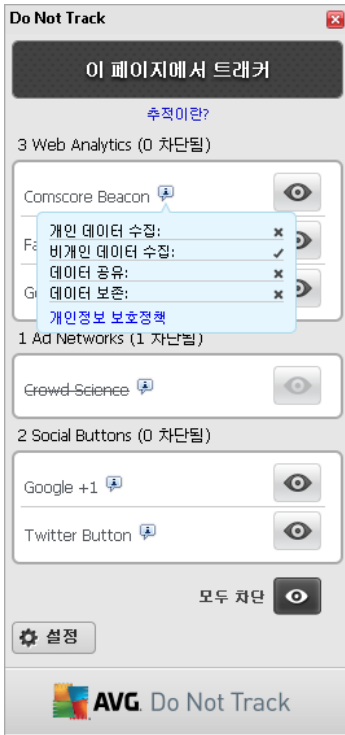 Do Not Track
이 페이지에서 트래커
추적이란?
3 Web Analytics (0 차단됨)
Comscore Beacon
개인 데이터 수집:
비개인 데이터 수집:
데이터 공유:
데이터 보존:
개인정보 보호정책
1 Ad Networks (1 차단됨)
Crowd Science
2 Social Buttons (0 차단됨)
Google +1
Twitter Button
모두 차단
설정
AVG. Do Not Track